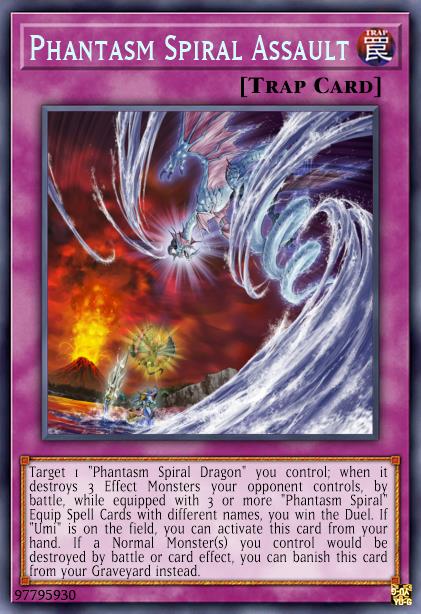 PHANTASM SPIRAL ASSAULT
TRAP
罠
[TRAP CARD]
Target 1 "Phantasm Spiral Dragon" you control; when it
destroys 3 Effect Monsters your opponent controls, by
battle, while equipped with 3 or more "Phantasm Spiral"
Equip Spell Cards with different names, you win the Duel. If
"Umi" is on the field, you can activate this card from your
hand. If a Normal Monster(s) you control would be
destroyed by battle or card effect, you can banish this card
from your Graveyard instead.
97795930